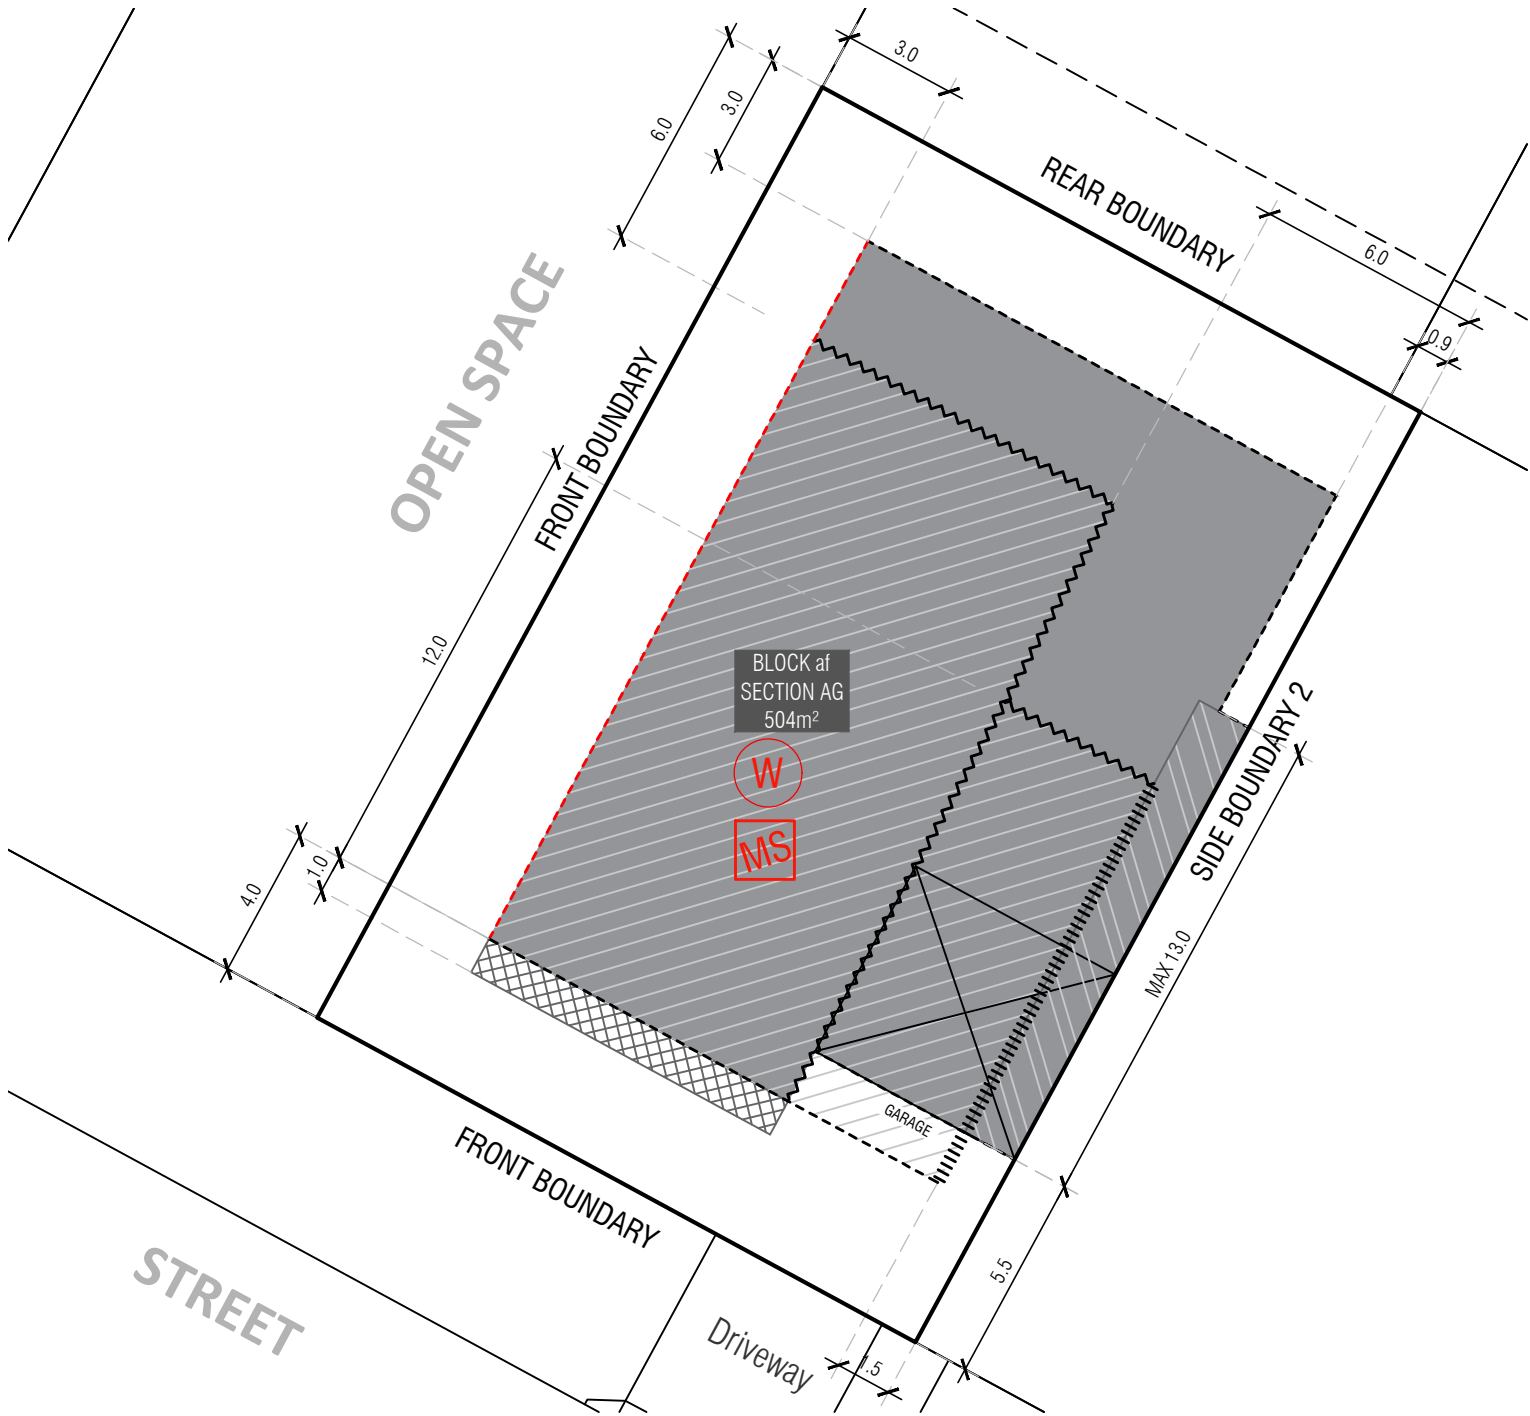 3.0
3.0
6.0
REAR BOUNDARY
6.0
0.9
OPEN SPACE
FRONT BOUNDARY
12.0
BLOCK af
SECTION AG
504m²
W
MS
SIDE BOUNDARY 2
MAX 13.0
1.0
4.0
GARAGE
FRONT BOUNDARY
5.5
STREET
Driveway
1.5